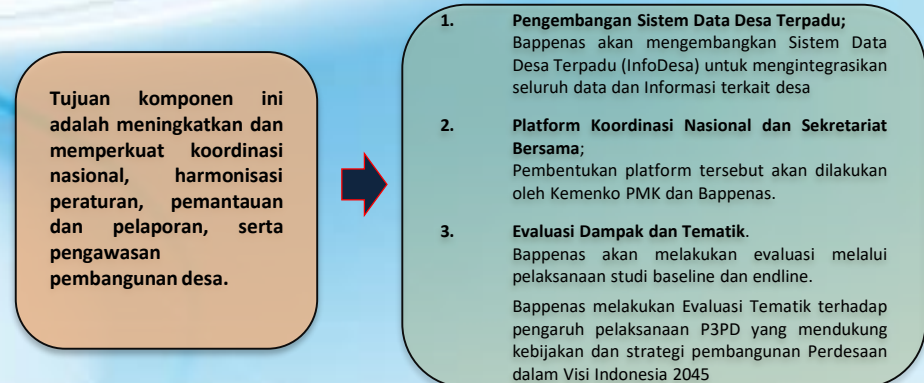 Tujuan komponen ini
adalah meningkatkan dan
memperkuat koordinasi
nasional, harmonisasi
peraturan, pemantauan
dan pelaporan, serta
pengawasan
pembangunan desa.
1. Pengembangan Sistem Data Desa Terpadu;
Bappenas akan mengembangkan Sistem Data
Desa Terpadu (InfoDesa) untuk mengintegrasikan
seluruh data dan Informasi terkait desa
2. Platform Koordinasi Nasional dan Sekretariat
Bersama;
Pembentukan platform tersebut akan dilakukan
oleh Kemenko PMK dan Bappenas.
3. Evaluasi Dampak dan Tematik.
Bappenas akan melakukan evaluasi melalui
pelaksanaan studi baseline dan endline.
Bappenas melakukan Evaluasi Tematik terhadap
pengaruh pelaksanaan P3PD yang mendukung
kebijakan dan strategi pembangunan Perdesaan
dalam Visi Indonesia 2045